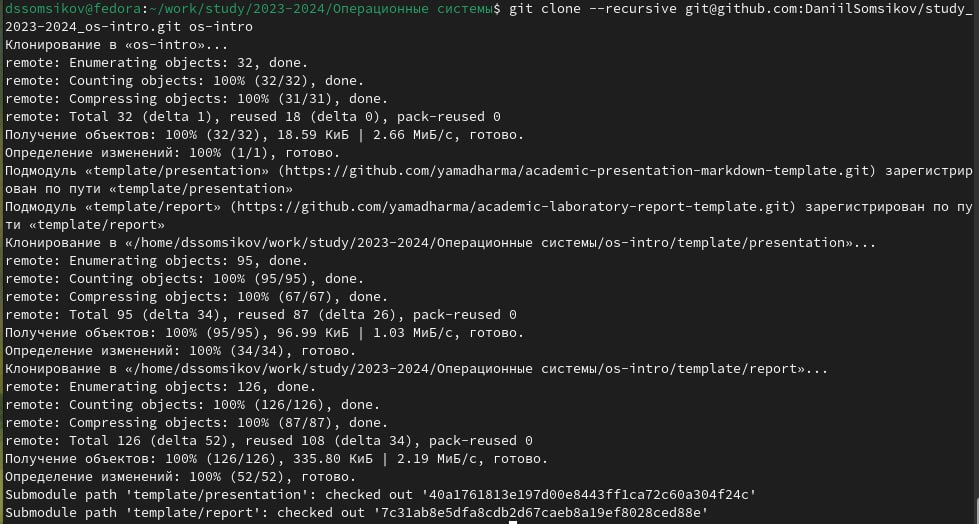 dssomsikov@fedora:~/work/study/2023-2024/Операционные системы$ git clone --recursive git@github.com:DaniilSomsikov/study_
2023-2024_os-intro.git os-intro
Клонирование в «os-intro»...
remote: Enumerating objects: 32, done.
remote: Counting objects: 100% (32/32), done.
remote: Compressing objects: 100% (31/31), done.
remote: Total 32 (delta 1), reused 18 (delta 0), pack-reused 0
Получение объектов: 100% (32/32), 18.59 КиБ | 2.66 МиБ/с, готово.
Определение изменений: 100% (1/1), готово.
Подмодуль «template/presentation» (https://github.com/yamadharma/academic-presentation-markdown-template.git) зарегистрир
ован по пути «template/presentation»
Подмодуль «template/report» (https://github.com/yamadharma/academic-laboratory-report-template.git) зарегистрирован по пу
ти «template/report»
Клонирование в «/home/dssomsikov/work/study/2023-2024/Операционные системы/os-intro/template/presentation»...
remote: Enumerating objects: 95, done.
remote: Counting objects: 100% (95/95), done.
remote: Compressing objects: 100% (67/67), done.
remote: Total 95 (delta 34), reused 87 (delta 26), pack-reused 0
Получение объектов: 100% (95/95), 96.99 КиБ | 1.03 МиБ/с, готово.
Определение изменений: 100% (34/34), готово.
Клонирование в «/home/dssomsikov/work/study/2023-2024/Операционные системы/os-intro/template/report»...
remote: Enumerating objects: 126, done.
remote: Counting objects: 100% (126/126), done.
remote: Compressing objects: 100% (87/87), done.
remote: Total 126 (delta 52), reused 108 (delta 34), pack-reused 0
Получение объектов: 100% (126/126), 335.80 КиБ | 2.19 МиБ/с, готово.
Определение изменений: 100% (52/52), готово.
Submodule path 'template/presentation': checked out '40a1761813e197d00e8443ff1ca72c60a304f24c'
Submodule path 'template/report': checked out '7c31ab8e5dfa8cdb2d67caeb8a19ef8028ced88e'